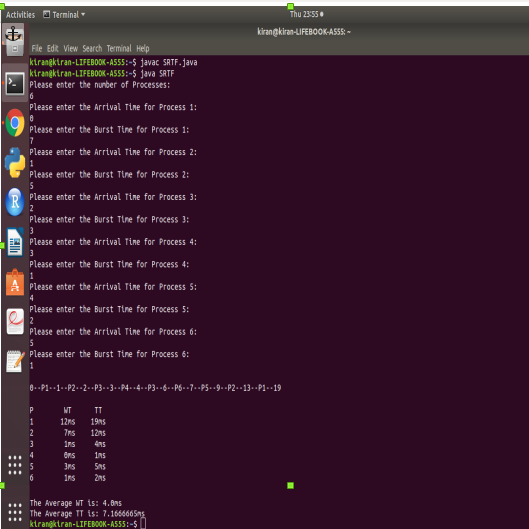 Activities Terminal Thu 23:55
kiran@kiran-LIFEBOOK-A555: ~
File Edit View Search Terminal Help
kiran@kiran-LIFEBOOK-A555:~$ javac SRTF.java
kiran@kiran-LIFEBOOK-A555:~$ java SRTF
Please enter the number of Processes:
6
Please enter the Arrival Time for Process 1:
0
Please enter the Burst Time for Process 1:
7
Please enter the Arrival Time for Process 2:
1
Please enter the Burst Time for Process 2:
5
Please enter the Arrival Time for Process 3:
2
Please enter the Burst Time for Process 3:
3
Please enter the Arrival Time for Process 4:
3
Please enter the Burst Time for Process 4:
1
Please enter the Arrival Time for Process 5:
4
Please enter the Burst Time for Process 5:
2
Please enter the Arrival Time for Process 6:
5
Please enter the Burst Time for Process 6:
1
0--P1--1--P2--2--P3--3--P4--4--P3--6--P6--7--P5--9--P2--13--P1--19
P WT TT
1 12ms 19ms
2 7ms 12ms
3 1ms 4ms
4 0ms 1ms
5 3ms 5ms
6 1ms 2ms
The Average WT is: 4.0ms
The Average TT is: 7.1666665ms
kiran@kiran-LIFEBOOK-A555:~$